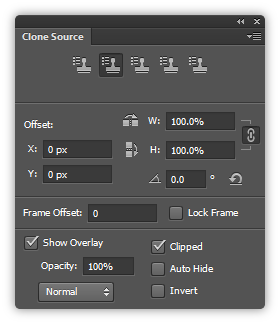 Clone Source
Offset:
W: 100.0%
X: 0 px
H: 100.0%
Y: 0 px
0.0 °
Frame Offset: 0
Lock Frame
Show Overlay
Clipped
Opacity: 100%
Auto Hide
Normal
Invert